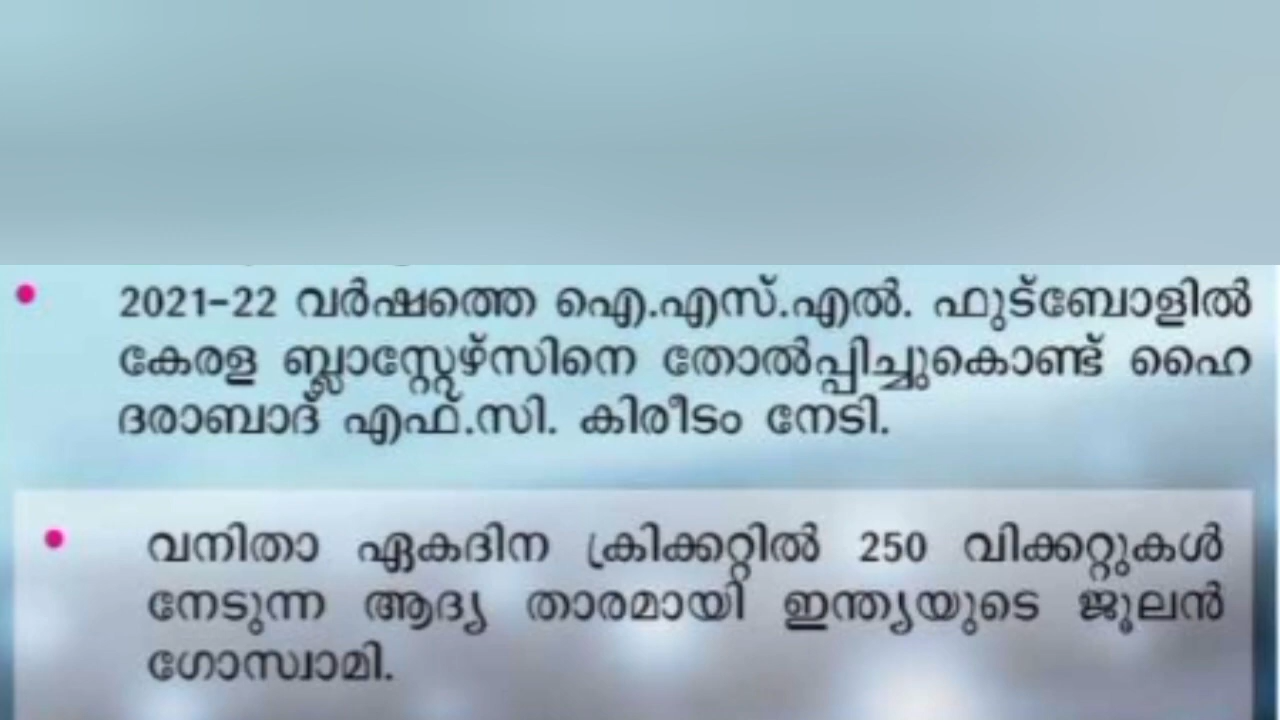 • 2021-22 വർഷത്തെ ഐ.എസ്.എൽ. ഫുട്ബോളിൽ
കേരള ബ്ലാസ്റ്റേഴ്സിനെ തോൽപ്പിച്ചുകൊണ്ട് ഹൈ
ദരാബാദ് എഫ്.സി. കിരീടം നേടി.
• വനിതാ ഏകദിന ക്രിക്കറ്റിൽ 250 വിക്കറ്റുകൾ
നേടുന്ന ആദ്യ താരമായി ഇന്ത്യയുടെ ജൂലൻ
ഗോസ്വാമി.